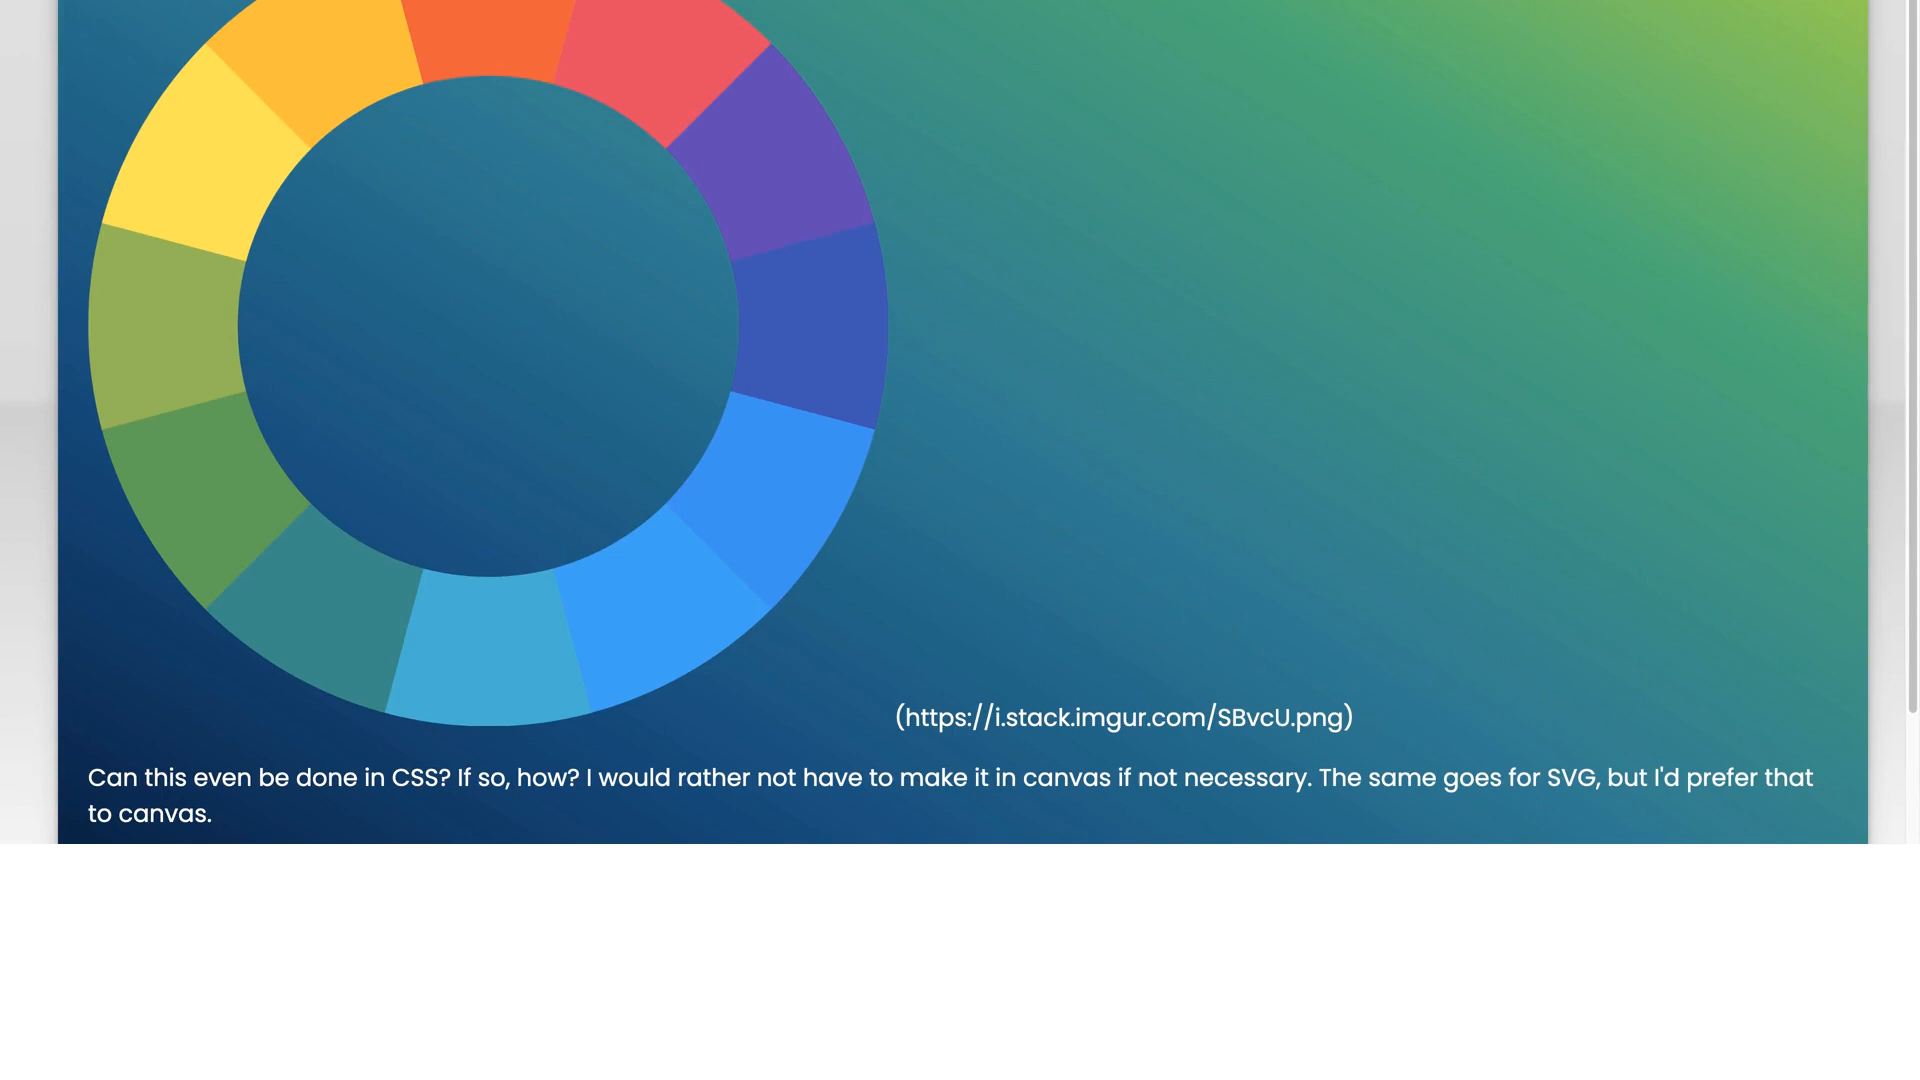 (https://i.stack.imgur.com/SBvcU.png)
Can this even be done in CSS? If so, how? I would rather not have to make it in canvas if not necessary. The same goes for SVG, but I'd prefer that
to canvas.